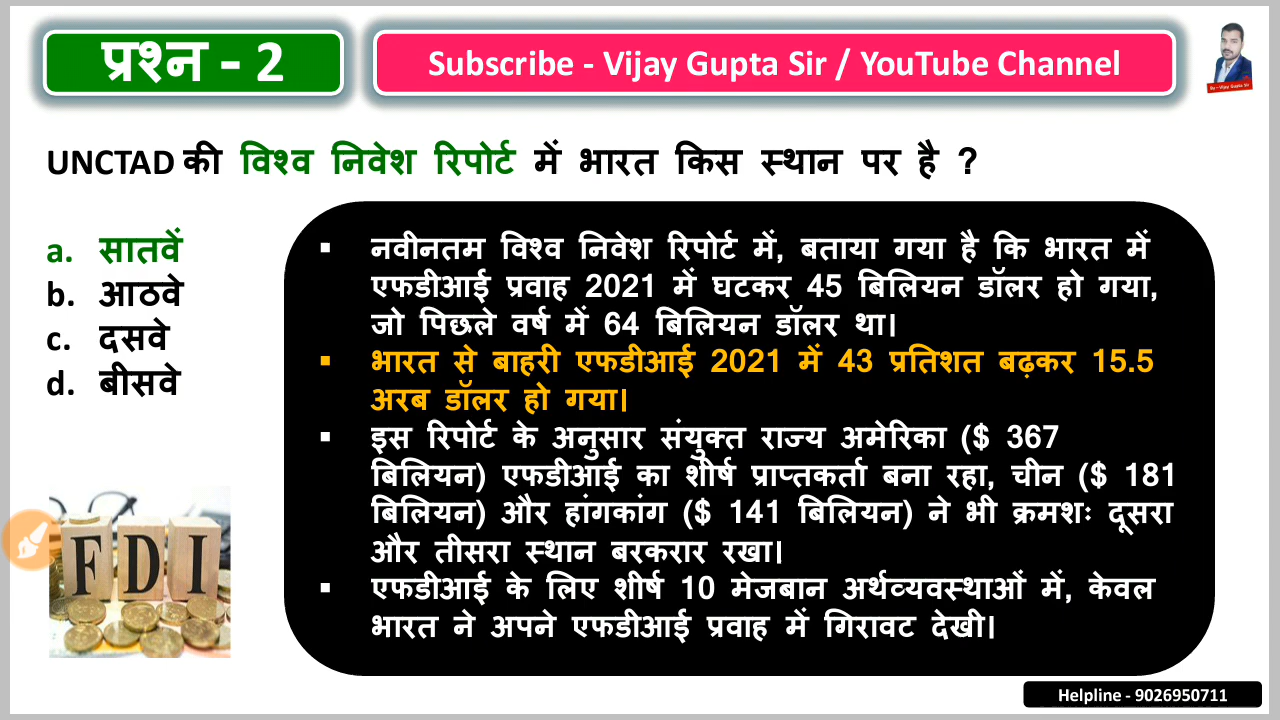 प्रश्न - 2
Subscribe - Vijay Gupta Sir / YouTube Channel
By – Vijay Gupta Sir
UNCTAD की विश्व निवेश रिपोर्ट में भारत किस स्थान पर है ?
a. सातवें
b. आठवे
c. दसवे
d. बीसवे
▪ नवीनतम विश्व निवेश रिपोर्ट में, बताया गया है कि भारत में
एफडीआई प्रवाह 2021 में घटकर 45 बिलियन डॉलर हो गया,
जो पिछले वर्ष में 64 बिलियन डॉलर था।
▪ भारत से बाहरी एफडीआई 2021 में 43 प्रतिशत बढ़कर 15.5
अरब डॉलर हो गया।
▪ इस रिपोर्ट के अनुसार संयुक्त राज्य अमेरिका ($ 367
बिलियन) एफडीआई का शीर्ष प्राप्तकर्ता बना रहा, चीन ($ 181
बिलियन) और हांगकांग ($ 141 बिलियन) ने भी क्रमशः दूसरा
और तीसरा स्थान बरकरार रखा।
▪ एफडीआई के लिए शीर्ष 10 मेजबान अर्थव्यवस्थाओं में, केवल
भारत ने अपने एफडीआई प्रवाह में गिरावट देखी।
FDI
Helpline - 9026950711